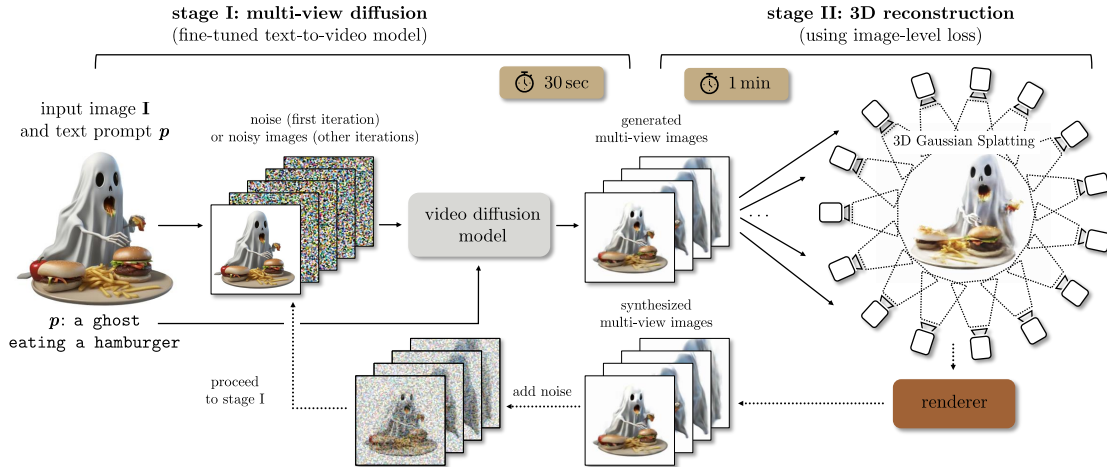 stage I: multi-view diffusion
(fine-tuned text-to-video model)
stage II: 3D reconstruction
(using image-level loss)
30 sec
1 min
input image I
and text prompt p
noise (first iteration)
or noisy images (other iterations)
generated
multi-view images
3D Gaussian Splatting
video diffusion
model
. . .
p: a ghost
eating a hamburger
synthesized
multi-view images
proceed
to stage I
add noise
renderer